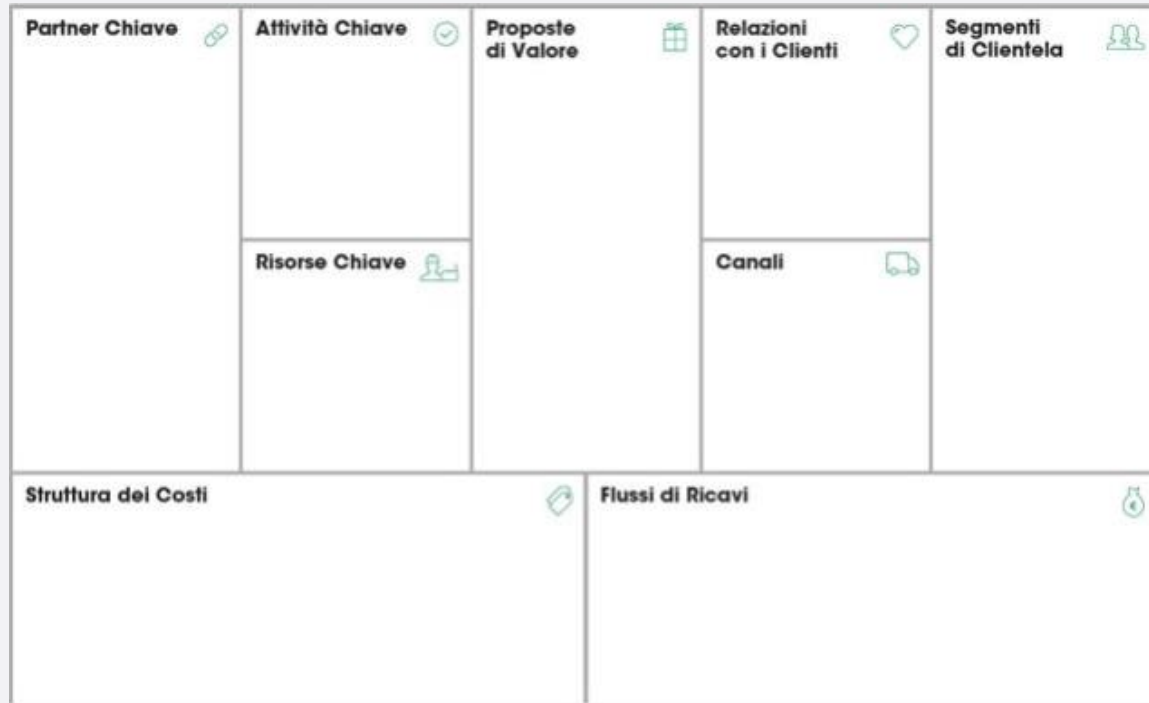 Partner Chiave
Attività Chiave
Proposte
di Valore
Relazioni
con i Clienti
Segmenti
di Clientela
Risorse Chiave
Canali
Struttura dei Costi
Flussi di Ricavi
€